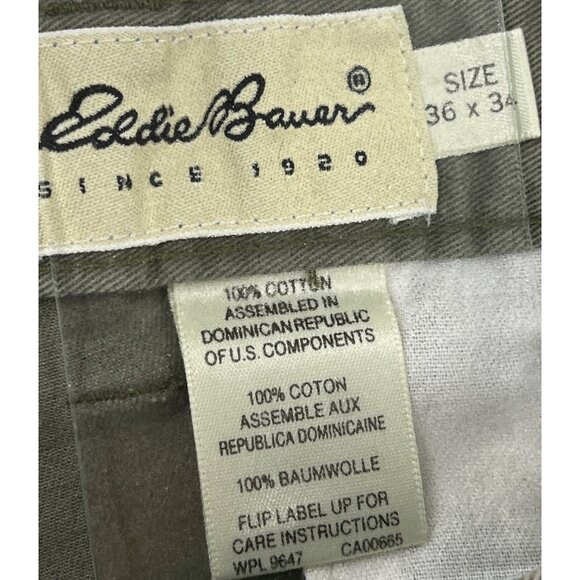 Eddie Bauer ®
SINCE 1920
SIZE
36 x 34
100% COTTON
ASSEMBLED IN
DOMINICAN REPUBLIC
OF U.S. COMPONENTS
100% COTON
ASSEMBLE AUX
REPUBLICA DOMINICAINE
100% BAUMWOLLE
FLIP LABEL UP FOR
CARE INSTRUCTIONS
WPL 9647 CA00665